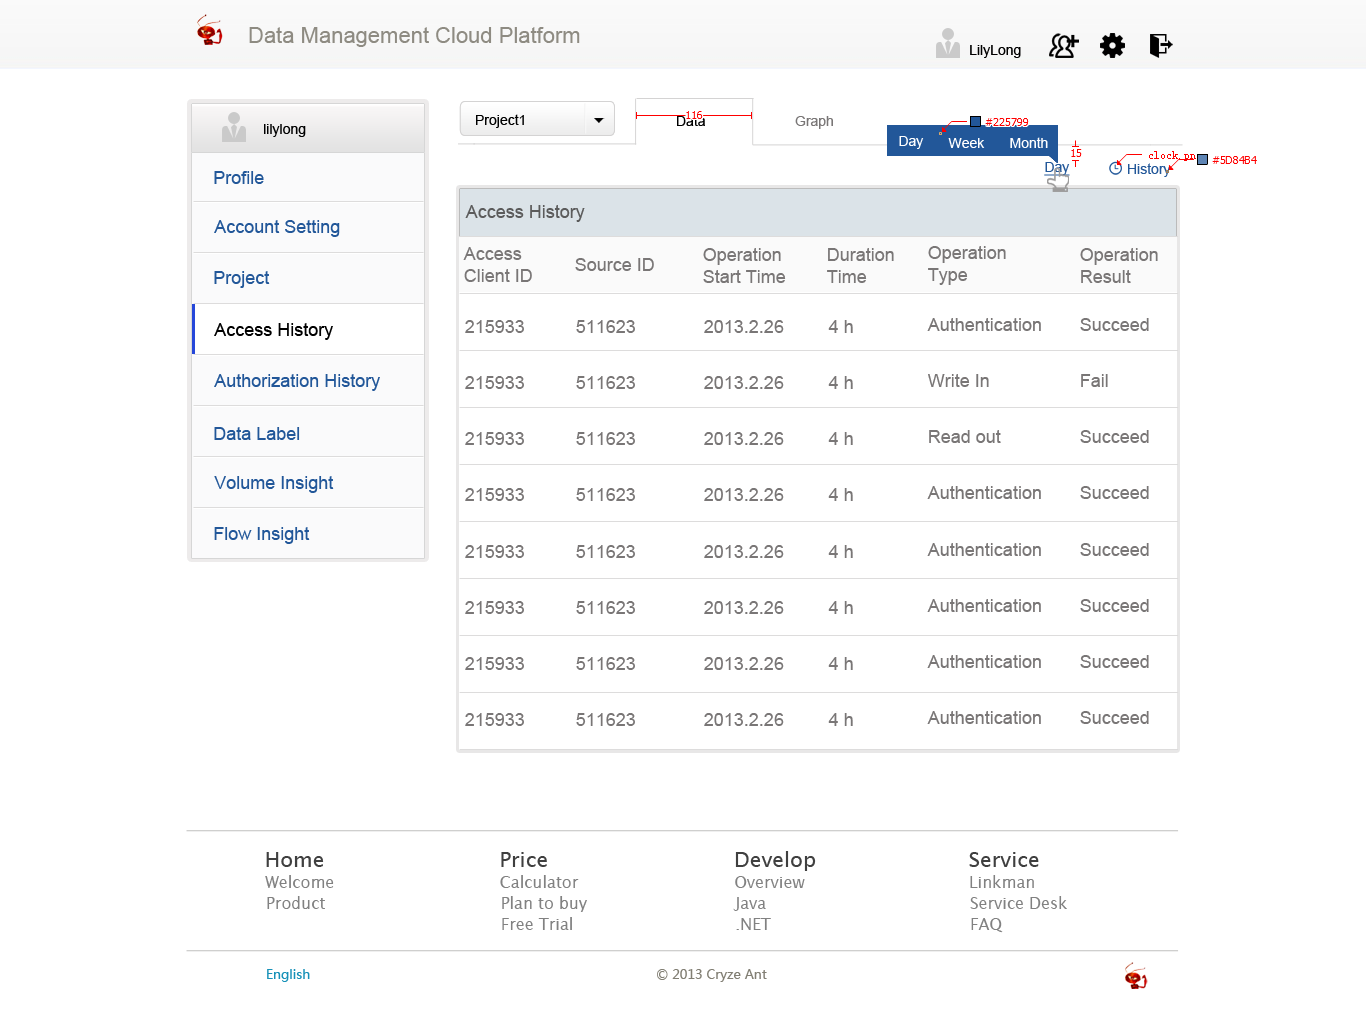 Data Management Cloud Platform
LilyLong
lilylong
Profile
Account Setting
Project
Access History
Authorization History
Data Label
Volume Insight
Flow Insight
Project1
116
Data
Graph
#225799
Day Week Month
15
Day
clock.pn
History
#5D84B4
Access History
Access Client ID Source ID Operation Start Time Duration Time Operation Type Operation Result
215933 511623 2013.2.26 4 h Authentication Succeed
215933 511623 2013.2.26 4 h Write In Fail
215933 511623 2013.2.26 4 h Read out Succeed
215933 511623 2013.2.26 4 h Authentication Succeed
215933 511623 2013.2.26 4 h Authentication Succeed
215933 511623 2013.2.26 4 h Authentication Succeed
215933 511623 2013.2.26 4 h Authentication Succeed
215933 511623 2013.2.26 4 h Authentication Succeed
Home Price Develop Service
Welcome Calculator Overview Linkman
Product Plan to buy Java Service Desk
Free Trial .NET FAQ
English © 2013 Cryze Ant